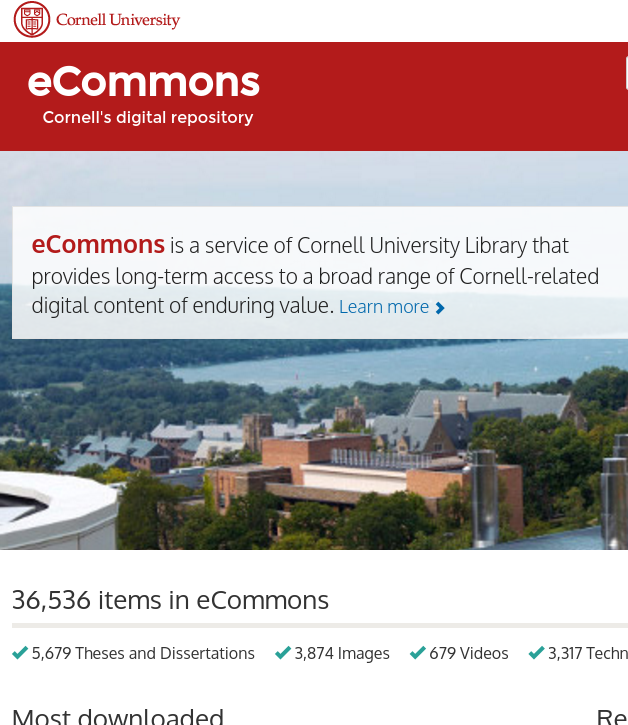 Cornell University
eCommons
Cornell's digital repository
eCommons is a service of Cornell University Library that
provides long-term access to a broad range of Cornell-related
digital content of enduring value. Learn more
36,536 items in eCommons
5,679 Theses and Dissertations 3,874 Images 679 Videos 3,317 Techn
Most downloaded Re